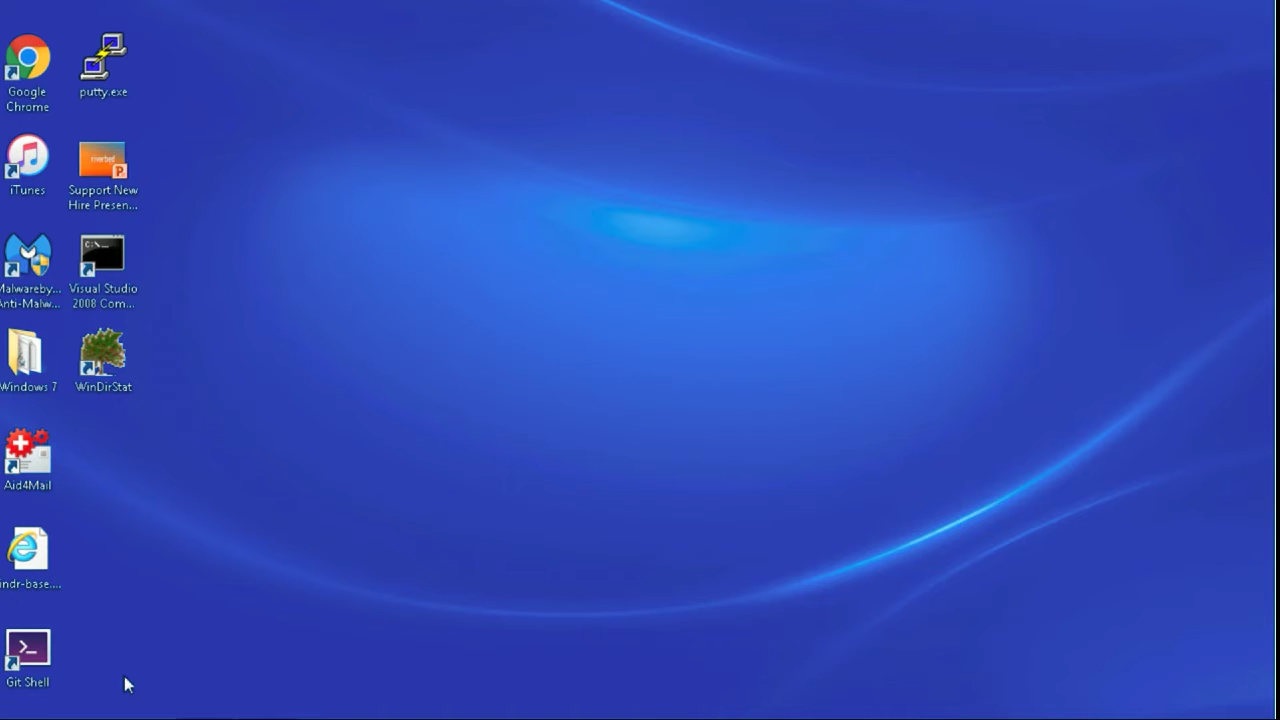 Google
Chrome
putty.exe
iTunes
riverbed
P
Support New
Hire Presen...
Malwareby...
Anti-Malw...
C:\_
Visual Studio
2008 Com...
Windows 7
WinDirStat
Aid4Mail
indr-base....
>_
Git Shell